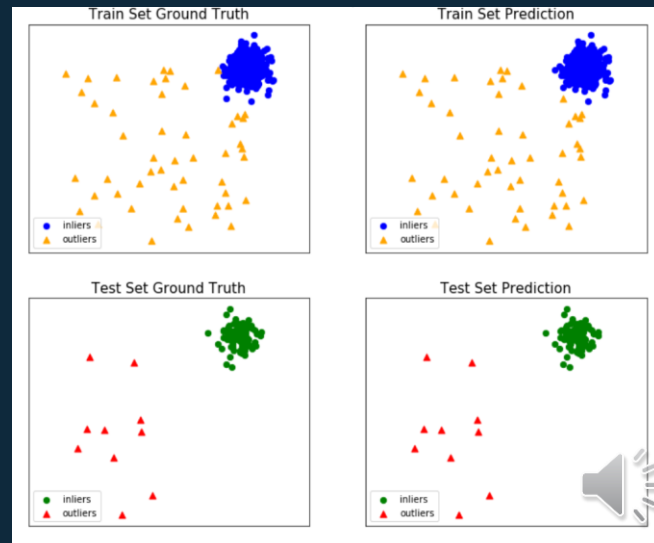 Train Set Ground Truth
inliers
outliers
Train Set Prediction
inliers
outliers
Test Set Ground Truth
inliers
outliers
Test Set Prediction
inliers
outliers